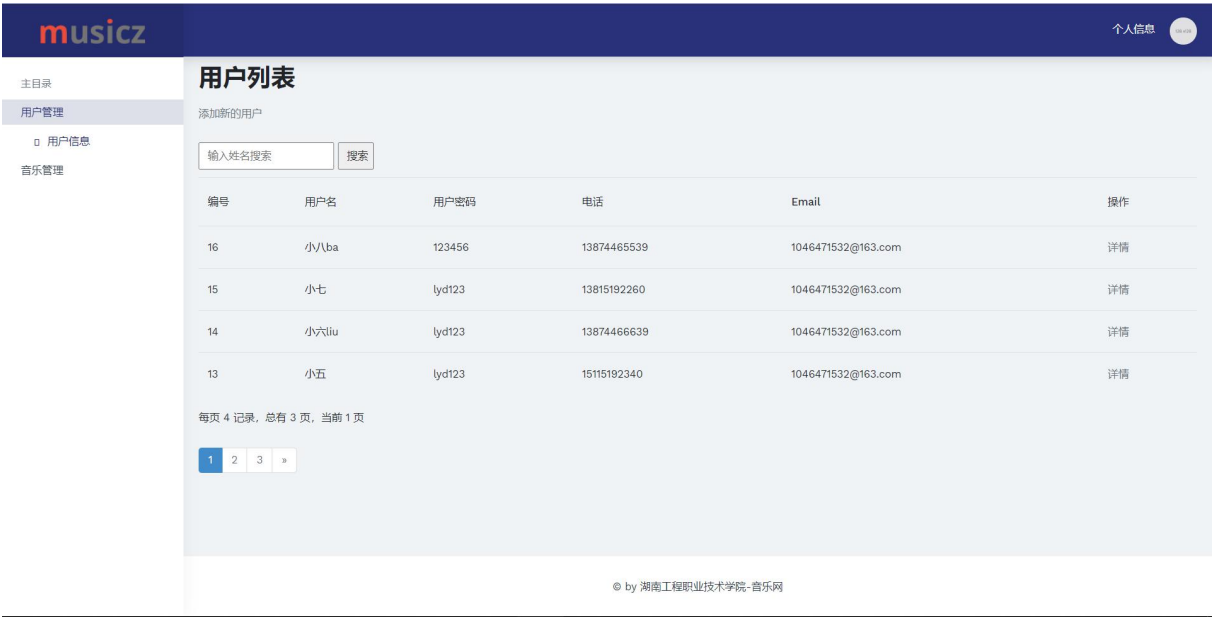 musicz
个人信息
主目录
用户管理
用户信息
音乐管理
用户列表
添加新的用户
输入姓名搜索 搜索
编号 用户名 用户密码 电话 Email 操作
16 小八ba 123456 13874465539 1046471532@163.com 详情
15 小七 lyd123 13815192260 1046471532@163.com 详情
14 小六liu lyd123 13874466639 1046471532@163.com 详情
13 小五 lyd123 15115192340 1046471532@163.com 详情
每页 4 记录，总有 3 页，当前 1 页
1 2 3 »
© by 湖南工程职业技术学院-音乐网